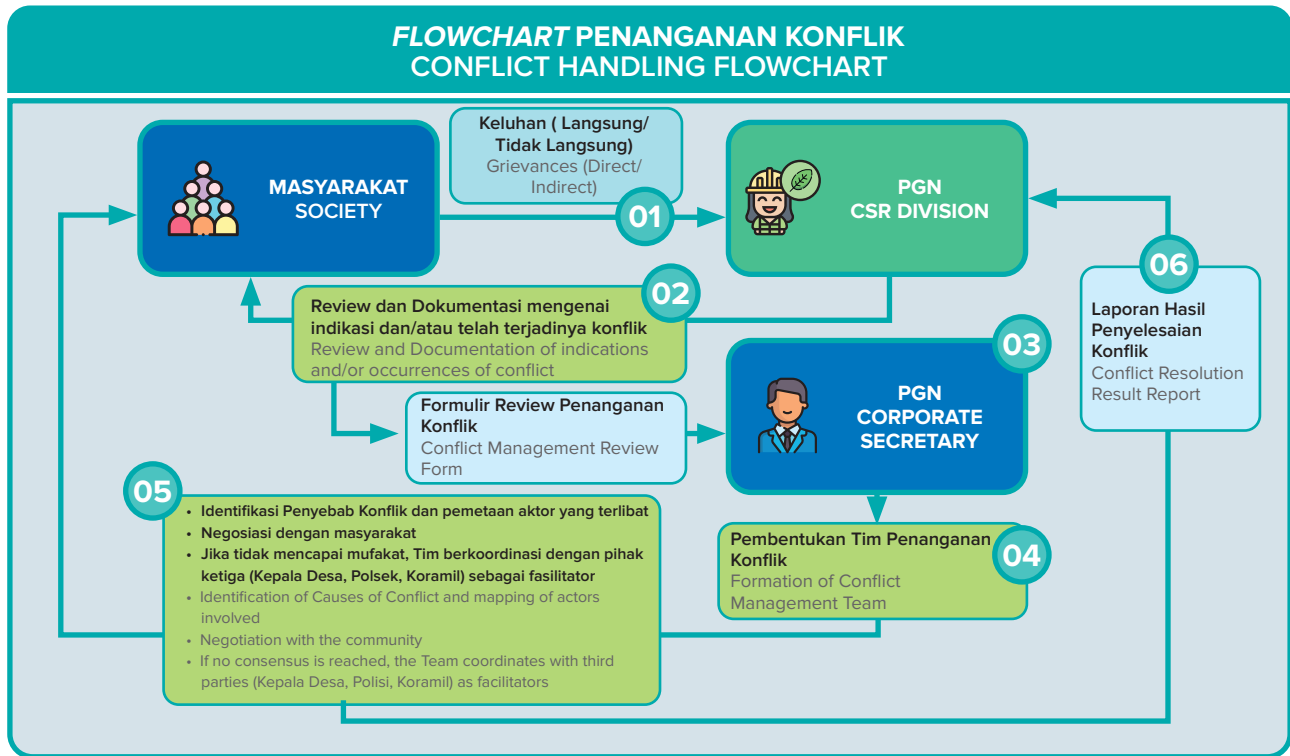 FLOWCHART PENANGANAN KONFLIK
CONFLICT HANDLING FLOWCHART
MASYARAKAT
SOCIETY
Keluhan ( Langsung/
Tidak Langsung)
Grievances (Direct/
Indirect)
01
PGN
CSR DIVISION
02
Review dan Dokumentasi mengenai
indikasi dan/atau telah terjadinya konflik
Review and Documentation of indications
and/or occurrences of conflict
Formulir Review Penanganan
Konflik
Conflict Management Review
Form
03
PGN
CORPORATE
SECRETARY
04
Pembentukan Tim Penanganan
Konflik
Formation of Conflict
Management Team
05
• Identifikasi Penyebab Konflik dan pemetaan aktor yang terlibat
• Negosiasi dengan masyarakat
• Jika tidak mencapai mufakat, Tim berkoordinasi dengan pihak
ketiga (Kepala Desa, Polsek, Koramil) sebagai fasilitator
• Identification of Causes of Conflict and mapping of actors
involved
• Negotiation with the community
• If no consensus is reached, the Team coordinates with third
parties (Kepala Desa, Polisi, Koramil) as facilitators
06
Laporan Hasil
Penyelesaian
Konflik
Conflict Resolution
Result Report